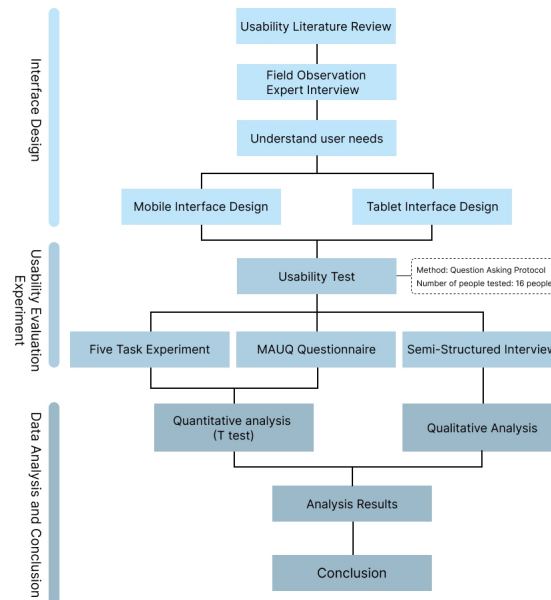 Usability Literature Review
Field Observation
Expert Interview
Understand user needs
Mobile Interface Design
Tablet Interface Design
Interface Design
Usability Test
Method: Question Asking Protocol
Number of people tested: 16 people
Five Task Experiment
MAUQ Questionnaire
Semi-Structured Interview
Usability Evaluation
Experiment
Quantitative analysis
(T test)
Qualitative Analysis
Analysis Results
Conclusion
Data Analysis and Conclusion